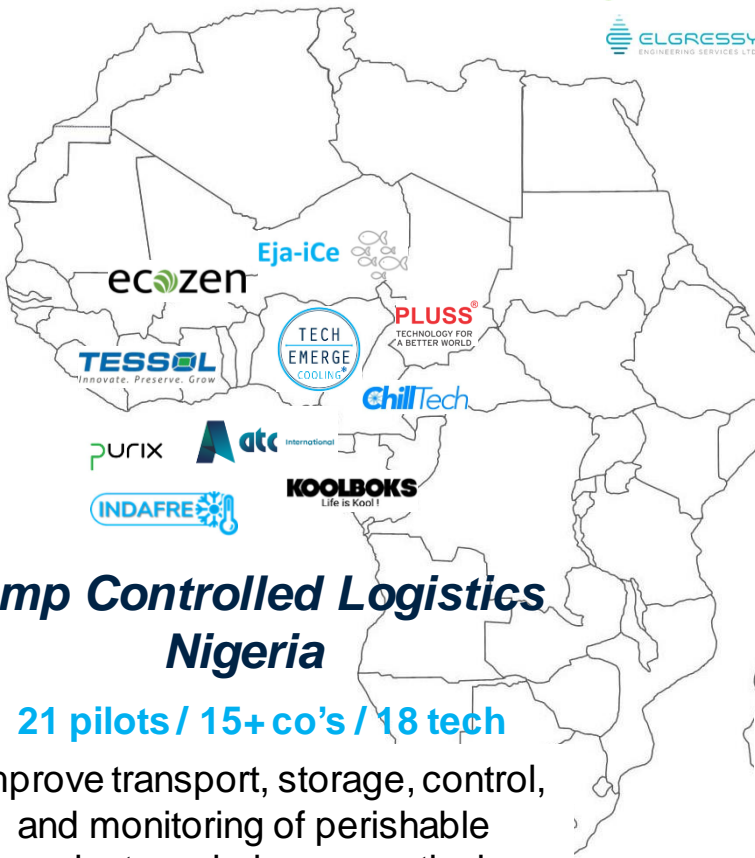 ELGRESSY
ENGINEERING SERVICES LTD
Eja-iCe
ecozen
PLUSS®
TECHNOLOGY FOR
A BETTER WORLD
TECH
EMERGE
COOLING®
TESSOL
Innovate. Preserve. Grow
ChillTech
purix
atc International
KOOLBOKS
Life is Kool !
INDAFRE
mp Controlled Logistics
Nigeria
21 pilots / 15+ co's / 18 tech
mprove transport, storage, control,
and monitoring of perishable